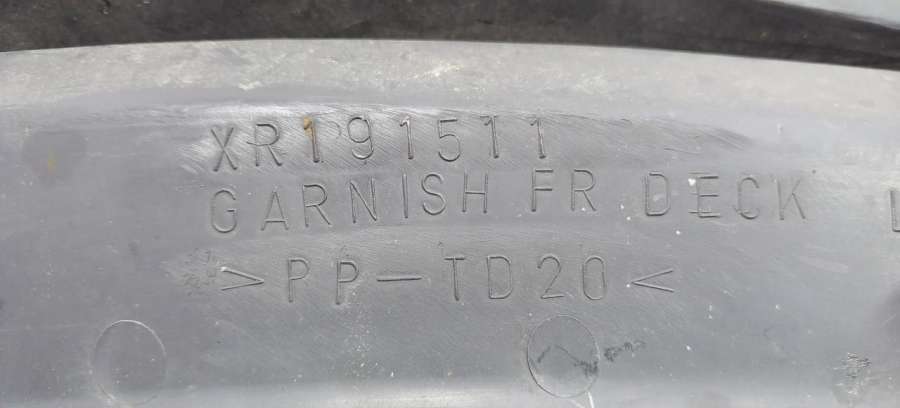 XR191511
GARNISH FR DECK
>PP-TD20<